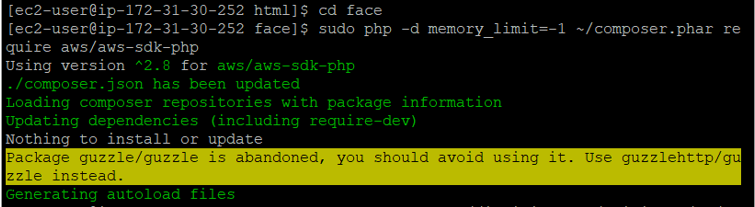 [ec2-user@ip-172-31-30-252 html]$ cd face
[ec2-user@ip-172-31-30-252 face]$ sudo php -d memory_limit=-1 ~/composer.phar re
quire aws/aws-sdk-php
Using version ^2.8 for aws/aws-sdk-php
./composer.json has been updated
Loading composer repositories with package information
Updating dependencies (including require-dev)
Nothing to install or update
Package guzzle/guzzle is abandoned, you should avoid using it. Use guzzlehttp/gu
zzle instead.
Generating autoload files